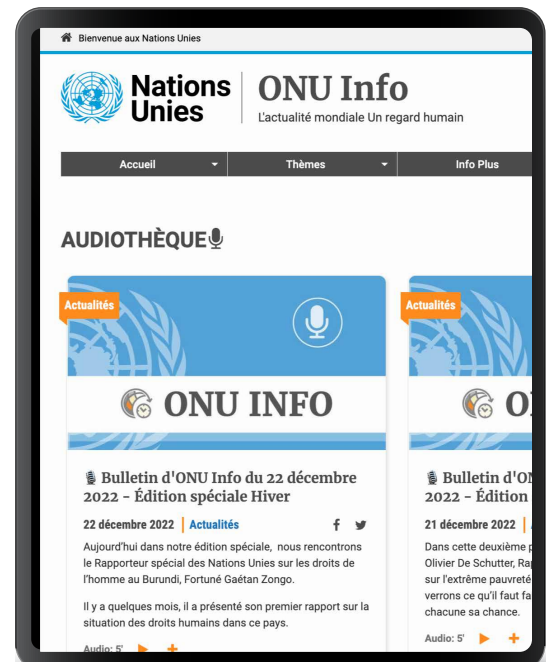 Bienvenue aux Nations Unies
Nations
Unies
ONU Info
L'actualité mondiale Un regard humain
Accueil
Thèmes
Info Plus
AUDIOTHÈQUE
Actualités
ONU INFO
Bulletin d'ONU Info du 22 décembre
2022 - Édition spéciale Hiver
22 décembre 2022 | Actualités
Aujourd'hui dans notre édition spéciale, nous rencontrons
le Rapporteur spécial des Nations Unies sur les droits de
l'homme au Burundi, Fortuné Gaétan Zongo.
Il y a quelques mois, il a présenté son premier rapport sur la
situation des droits humains dans ce pays.
Audio: 5'
Actualités
Bulletin d'
2022 - Édition
21 décembre 2022
Dans cette deuxième
Olivier De Schutter,
sur l'extrême pauvreté
verrons ce qu'il faut
chacune sa chance.
Audio: 5'